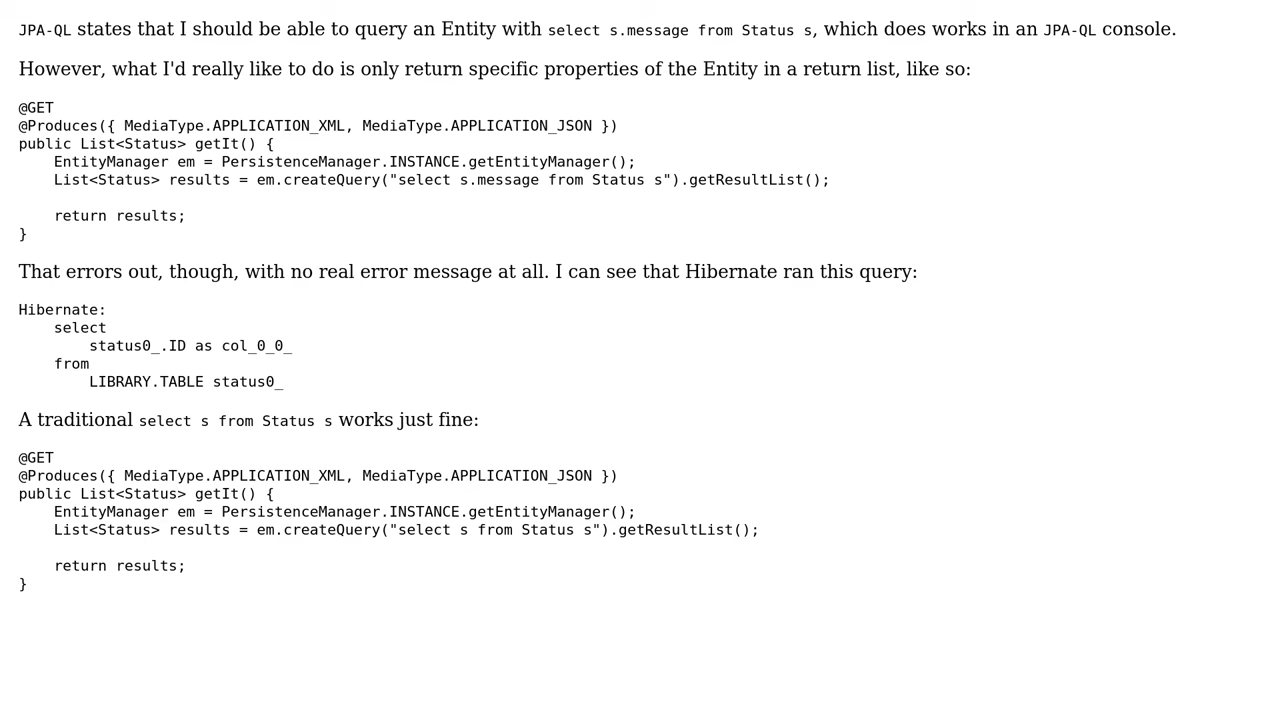 JPA-QL states that I should be able to query an Entity with select s.message from Status s, which does works in an JPA-QL console.
However, what I'd really like to do is only return specific properties of the Entity in a return list, like so:
@GET
@Produces({ MediaType.APPLICATION_XML, MediaType.APPLICATION_JSON })
public List<Status> getIt() {
    EntityManager em = PersistenceManager.INSTANCE.getEntityManager();
    List<Status> results = em.createQuery("select s.message from Status s").getResultList();
    return results;
}
That errors out, though, with no real error message at all. I can see that Hibernate ran this query:
Hibernate:
    select
        status0_.ID as col_0_0_
    from
        LIBRARY.TABLE status0_
A traditional select s from Status s works just fine:
@GET
@Produces({ MediaType.APPLICATION_XML, MediaType.APPLICATION_JSON })
public List<Status> getIt() {
    EntityManager em = PersistenceManager.INSTANCE.getEntityManager();
    List<Status> results = em.createQuery("select s from Status s").getResultList();
    return results;
}